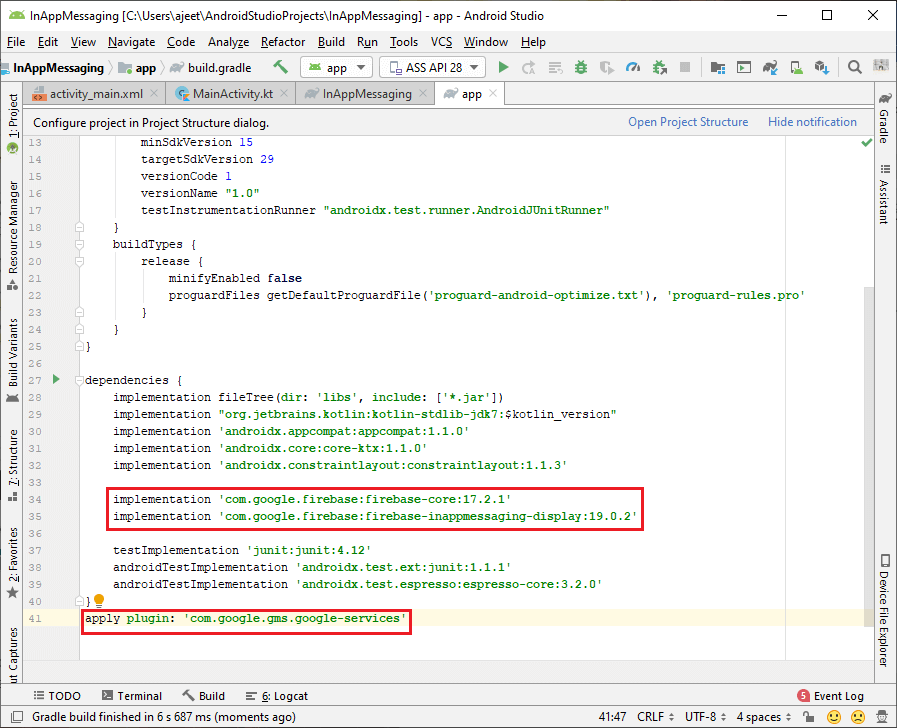 InAppMessaging [C:\Users\ajeet\AndroidStudioProjects\InAppMessaging] - app - Android Studio
File Edit View Navigate Code Analyze Refactor Build Run Tools VCS Window Help
InAppMessaging app build.gradle app ASS API 28
activity_main.xml MainActivity.kt InAppMessaging app
Configure project in Project Structure dialog. Open Project Structure Hide notification
13 minSdkVersion 15
14 targetSdkVersion 29
15 versionCode 1
16 versionName "1.0"
17 testInstrumentationRunner "androidx.test.runner.AndroidJUnitRunner"
18 }
19 buildTypes {
20 release {
21 minifyEnabled false
22 proguardFiles getDefaultProguardFile('proguard-android-optimize.txt'), 'proguard-rules.pro'
23 }
24 }
25 }
26
27 dependencies {
28 implementation fileTree(dir: 'libs', include: ['*.jar'])
29 implementation "org.jetbrains.kotlin:kotlin-stdlib-jdk7:$kotlin_version"
30 implementation 'androidx.appcompat:appcompat:1.1.0'
31 implementation 'androidx.core:core-ktx:1.1.0'
32 implementation 'androidx.constraintlayout:constraintlayout:1.1.3'
33
34 implementation 'com.google.firebase:firebase-core:17.2.1'
35 implementation 'com.google.firebase:firebase-inappmessaging-display:19.0.2'
36
37 testImplementation 'junit:junit:4.12'
38 androidTestImplementation 'androidx.test.ext:junit:1.1.1'
39 androidTestImplementation 'androidx.test.espresso:espresso-core:3.2.0'
40 }
41 apply plugin: 'com.google.gms.google-services'
1: Project
Resource Manager
Build Variants
7: Structure
2: Favorites
ut Captures
Gradle
Assistant
Device File Explorer
TODO Terminal Build 6: Logcat 5 Event Log
Gradle build finished in 6 s 687 ms (moments ago) 41:47 CRLF UTF-8 4 spaces